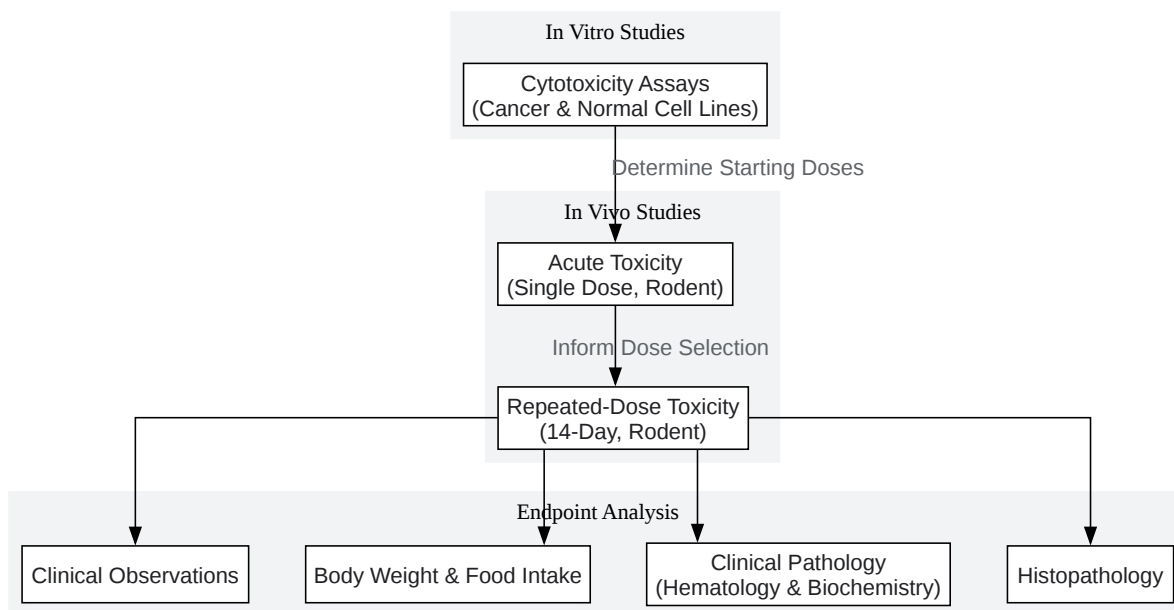 In Vitro Studies
Cytotoxicity Assays
(Cancer & Normal Cell Lines)
Determine Starting Doses
In Vivo Studies
Acute Toxicity
(Single Dose, Rodent)
Inform Dose Selection
Repeated-Dose Toxicity
(14-Day, Rodent)
Endpoint Analysis
Clinical Observations
Body Weight & Food Intake
Clinical Pathology
(Hematology & Biochemistry)
Histopathology